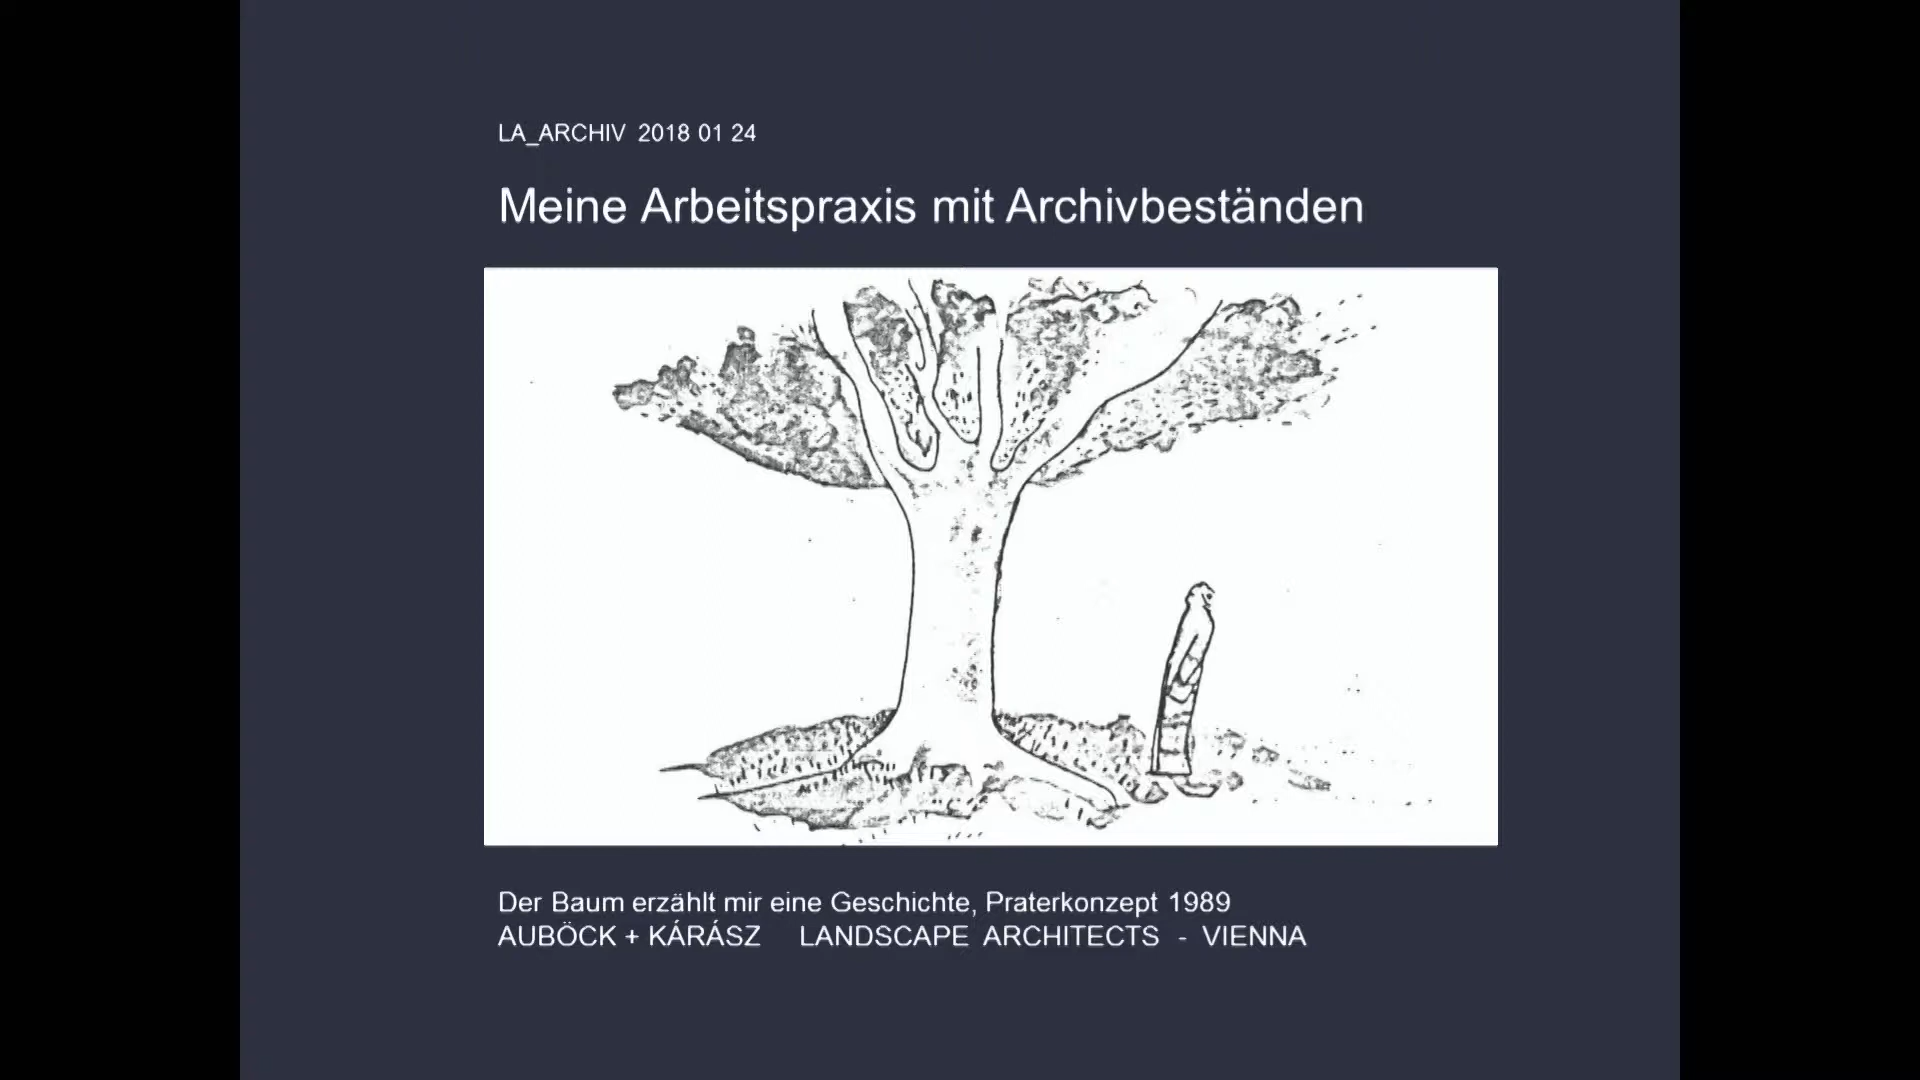 LA_ARCHIV 2018 01 24
Meine Arbeitspraxis mit Archivbeständen
Der Baum erzählt mir eine Geschichte, Praterkonzept 1989
AUBÖCK + KÁRÁSZ LANDSCAPE ARCHITECTS - VIENNA